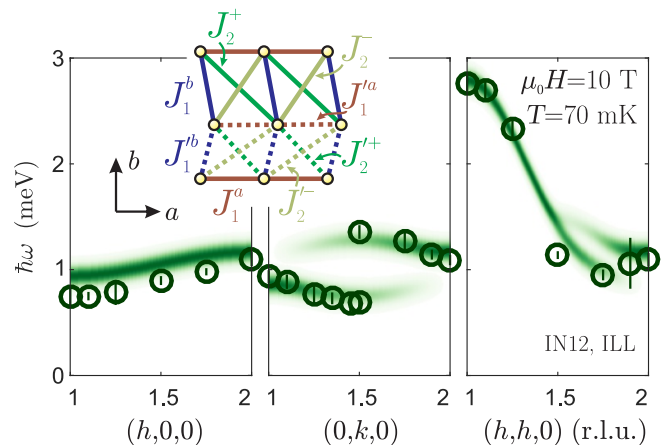 J₂⁺
J₂⁻
J₁ᵇ
J₁′ᵃ
J₁′ᵇ
J₂′⁺
J₁ᵃ
J₂′⁻
b
a
μ₀H=10 T
T=70 mK
IN12, ILL
ħω (meV)
3
2
1
0
1 1.5 2 1 1.5 2 1 1.5 2
(h,0,0) (0,k,0) (h,h,0) (r.l.u.)